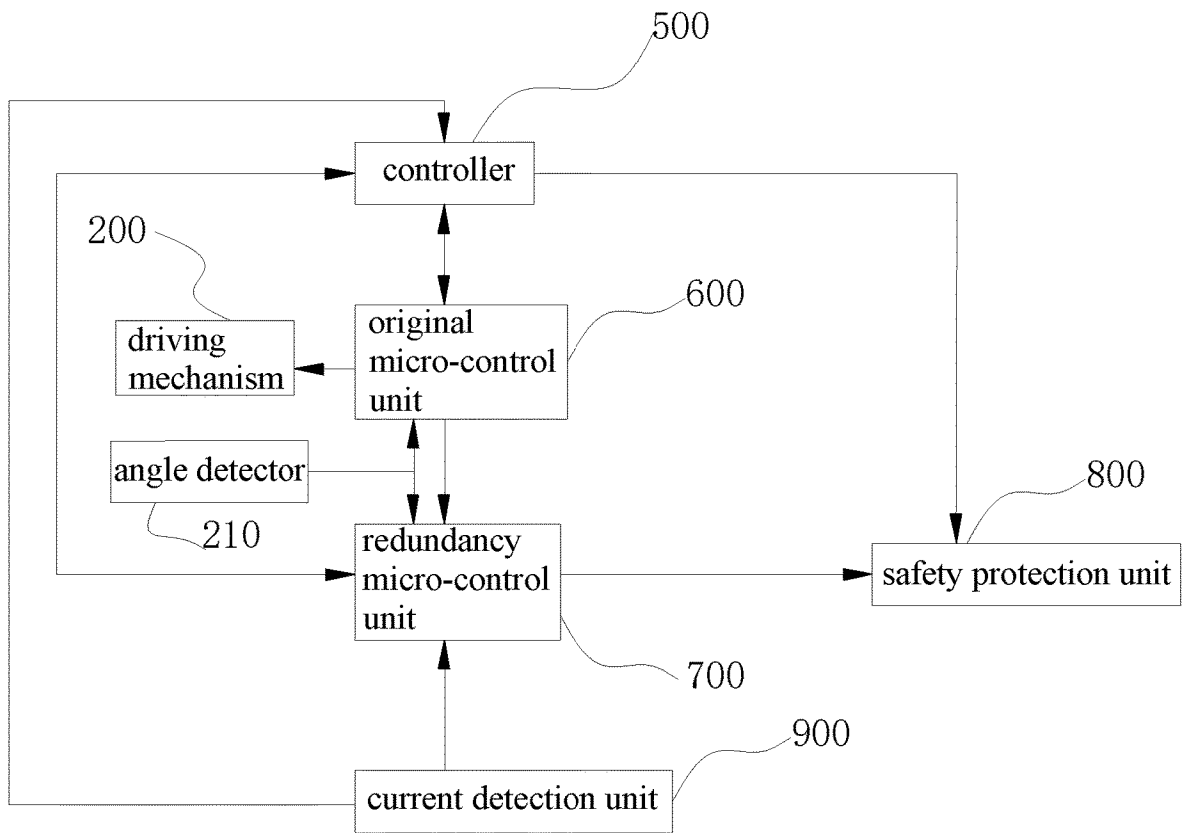 500
controller
200
600
original
micro-control
unit
driving
mechanism
angle detector
210
800
redundancy
micro-control
unit
safety protection unit
700
900
current detection unit